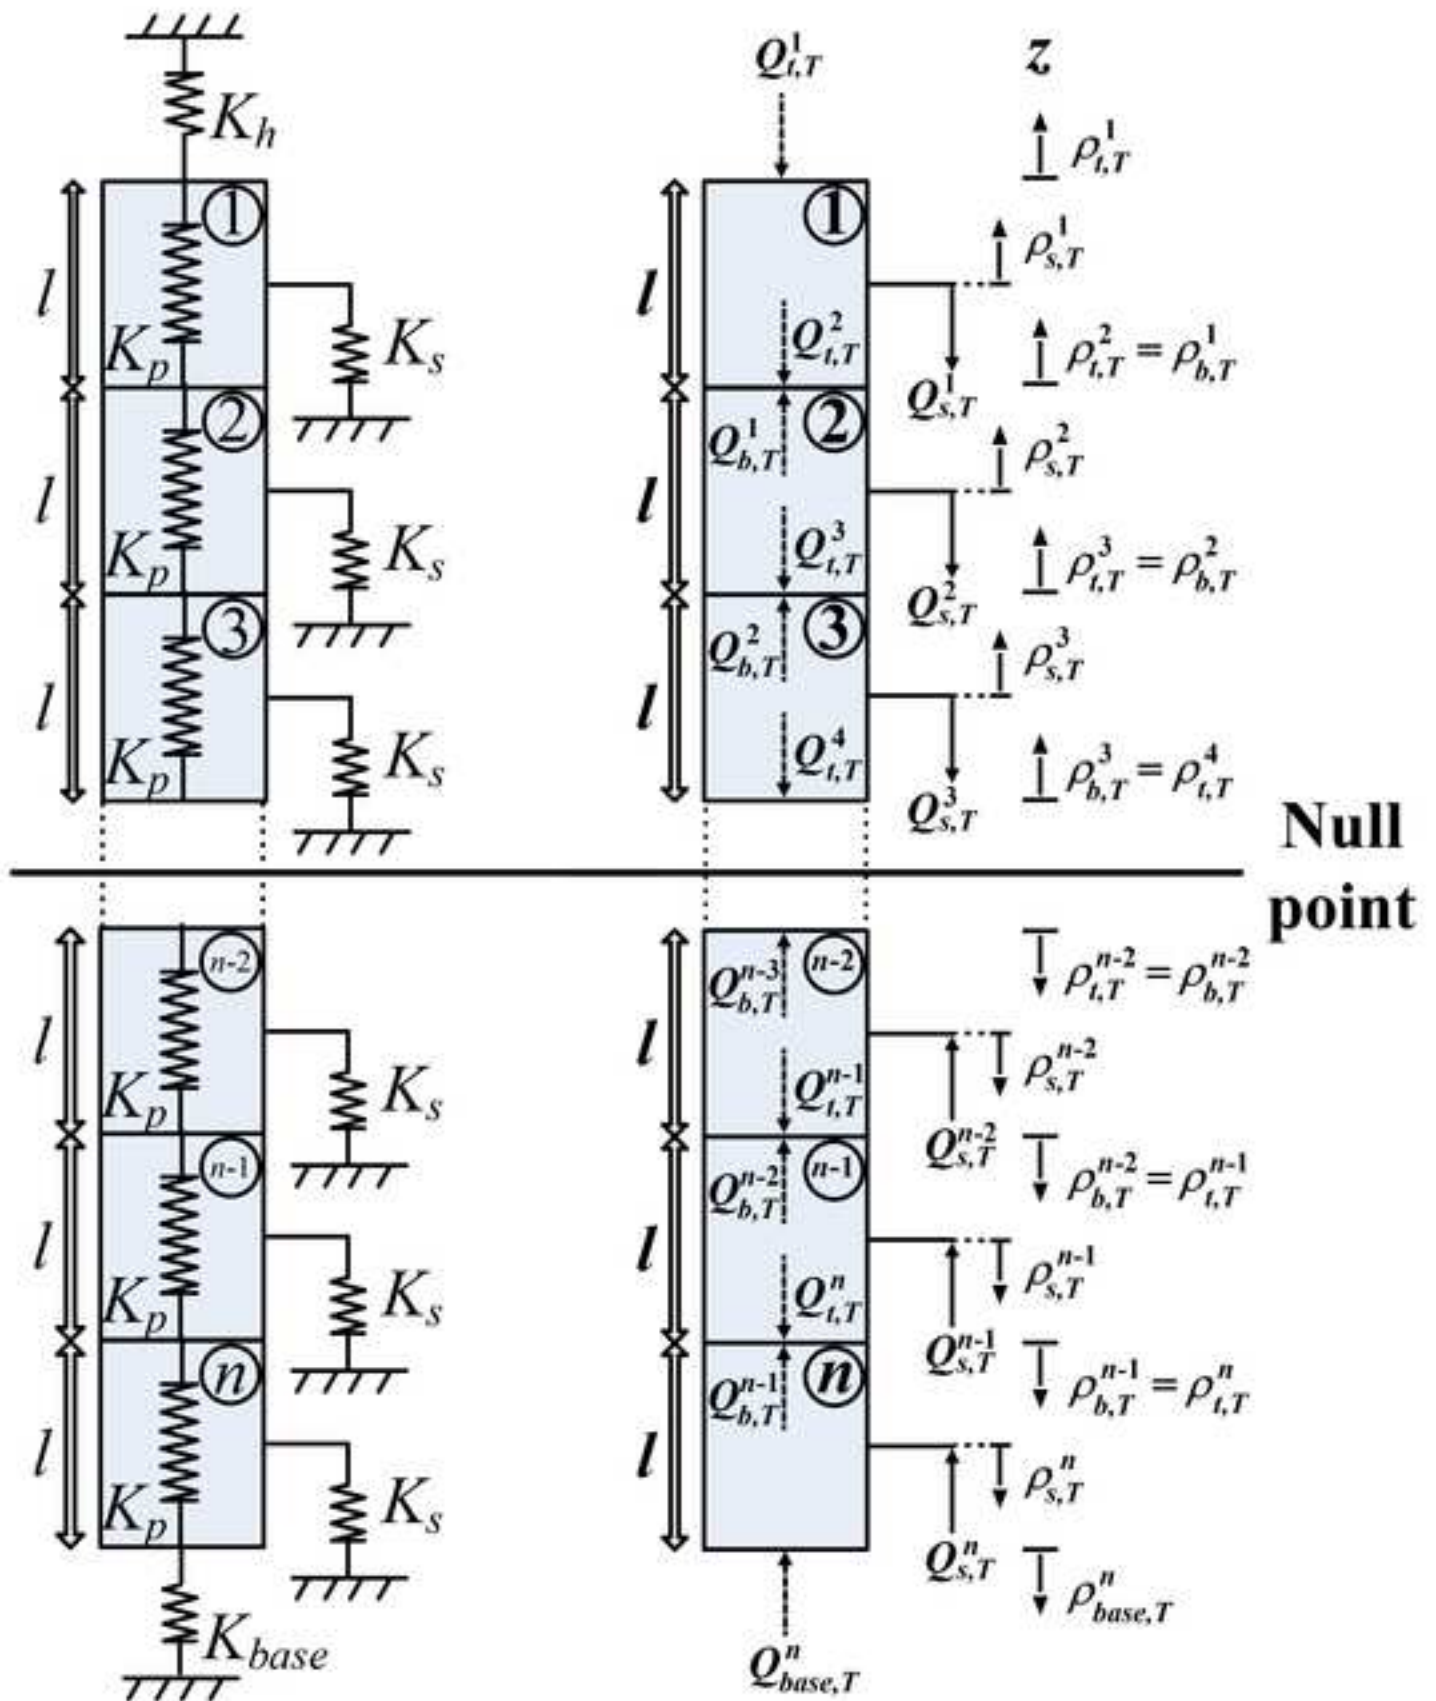 K_h
①
l
K_p
K_s
②
l
K_p
K_s
③
l
K_p
K_s
n-2
l
K_p
K_s
n-1
l
K_p
K_s
n
l
K_p
K_s
K_base
Q^1_{t,T}
z
ρ^1_{t,T}
①
ρ^1_{s,T}
l
Q^2_{t,T}
ρ^2_{t,T} = ρ^1_{b,T}
Q^1_{s,T}
②
Q^1_{b,T}
ρ^2_{s,T}
l
Q^3_{t,T}
ρ^3_{t,T} = ρ^2_{b,T}
Q^2_{s,T}
③
Q^2_{b,T}
ρ^3_{s,T}
l
Q^4_{t,T}
ρ^3_{b,T} = ρ^4_{t,T}
Q^3_{s,T}
Null
point
n-2
Q^{n-3}_{b,T}
ρ^{n-2}_{t,T} = ρ^{n-2}_{b,T}
l
ρ^{n-2}_{s,T}
Q^{n-1}_{t,T}
Q^{n-2}_{s,T}
n-1
Q^{n-2}_{b,T}
ρ^{n-2}_{b,T} = ρ^{n-1}_{t,T}
l
ρ^{n-1}_{s,T}
Q^n_{t,T}
Q^{n-1}_{s,T}
n
Q^{n-1}_{b,T}
ρ^{n-1}_{b,T} = ρ^n_{t,T}
l
ρ^n_{s,T}
Q^n_{s,T}
ρ^n_{base,T}
Q^n_{base,T}